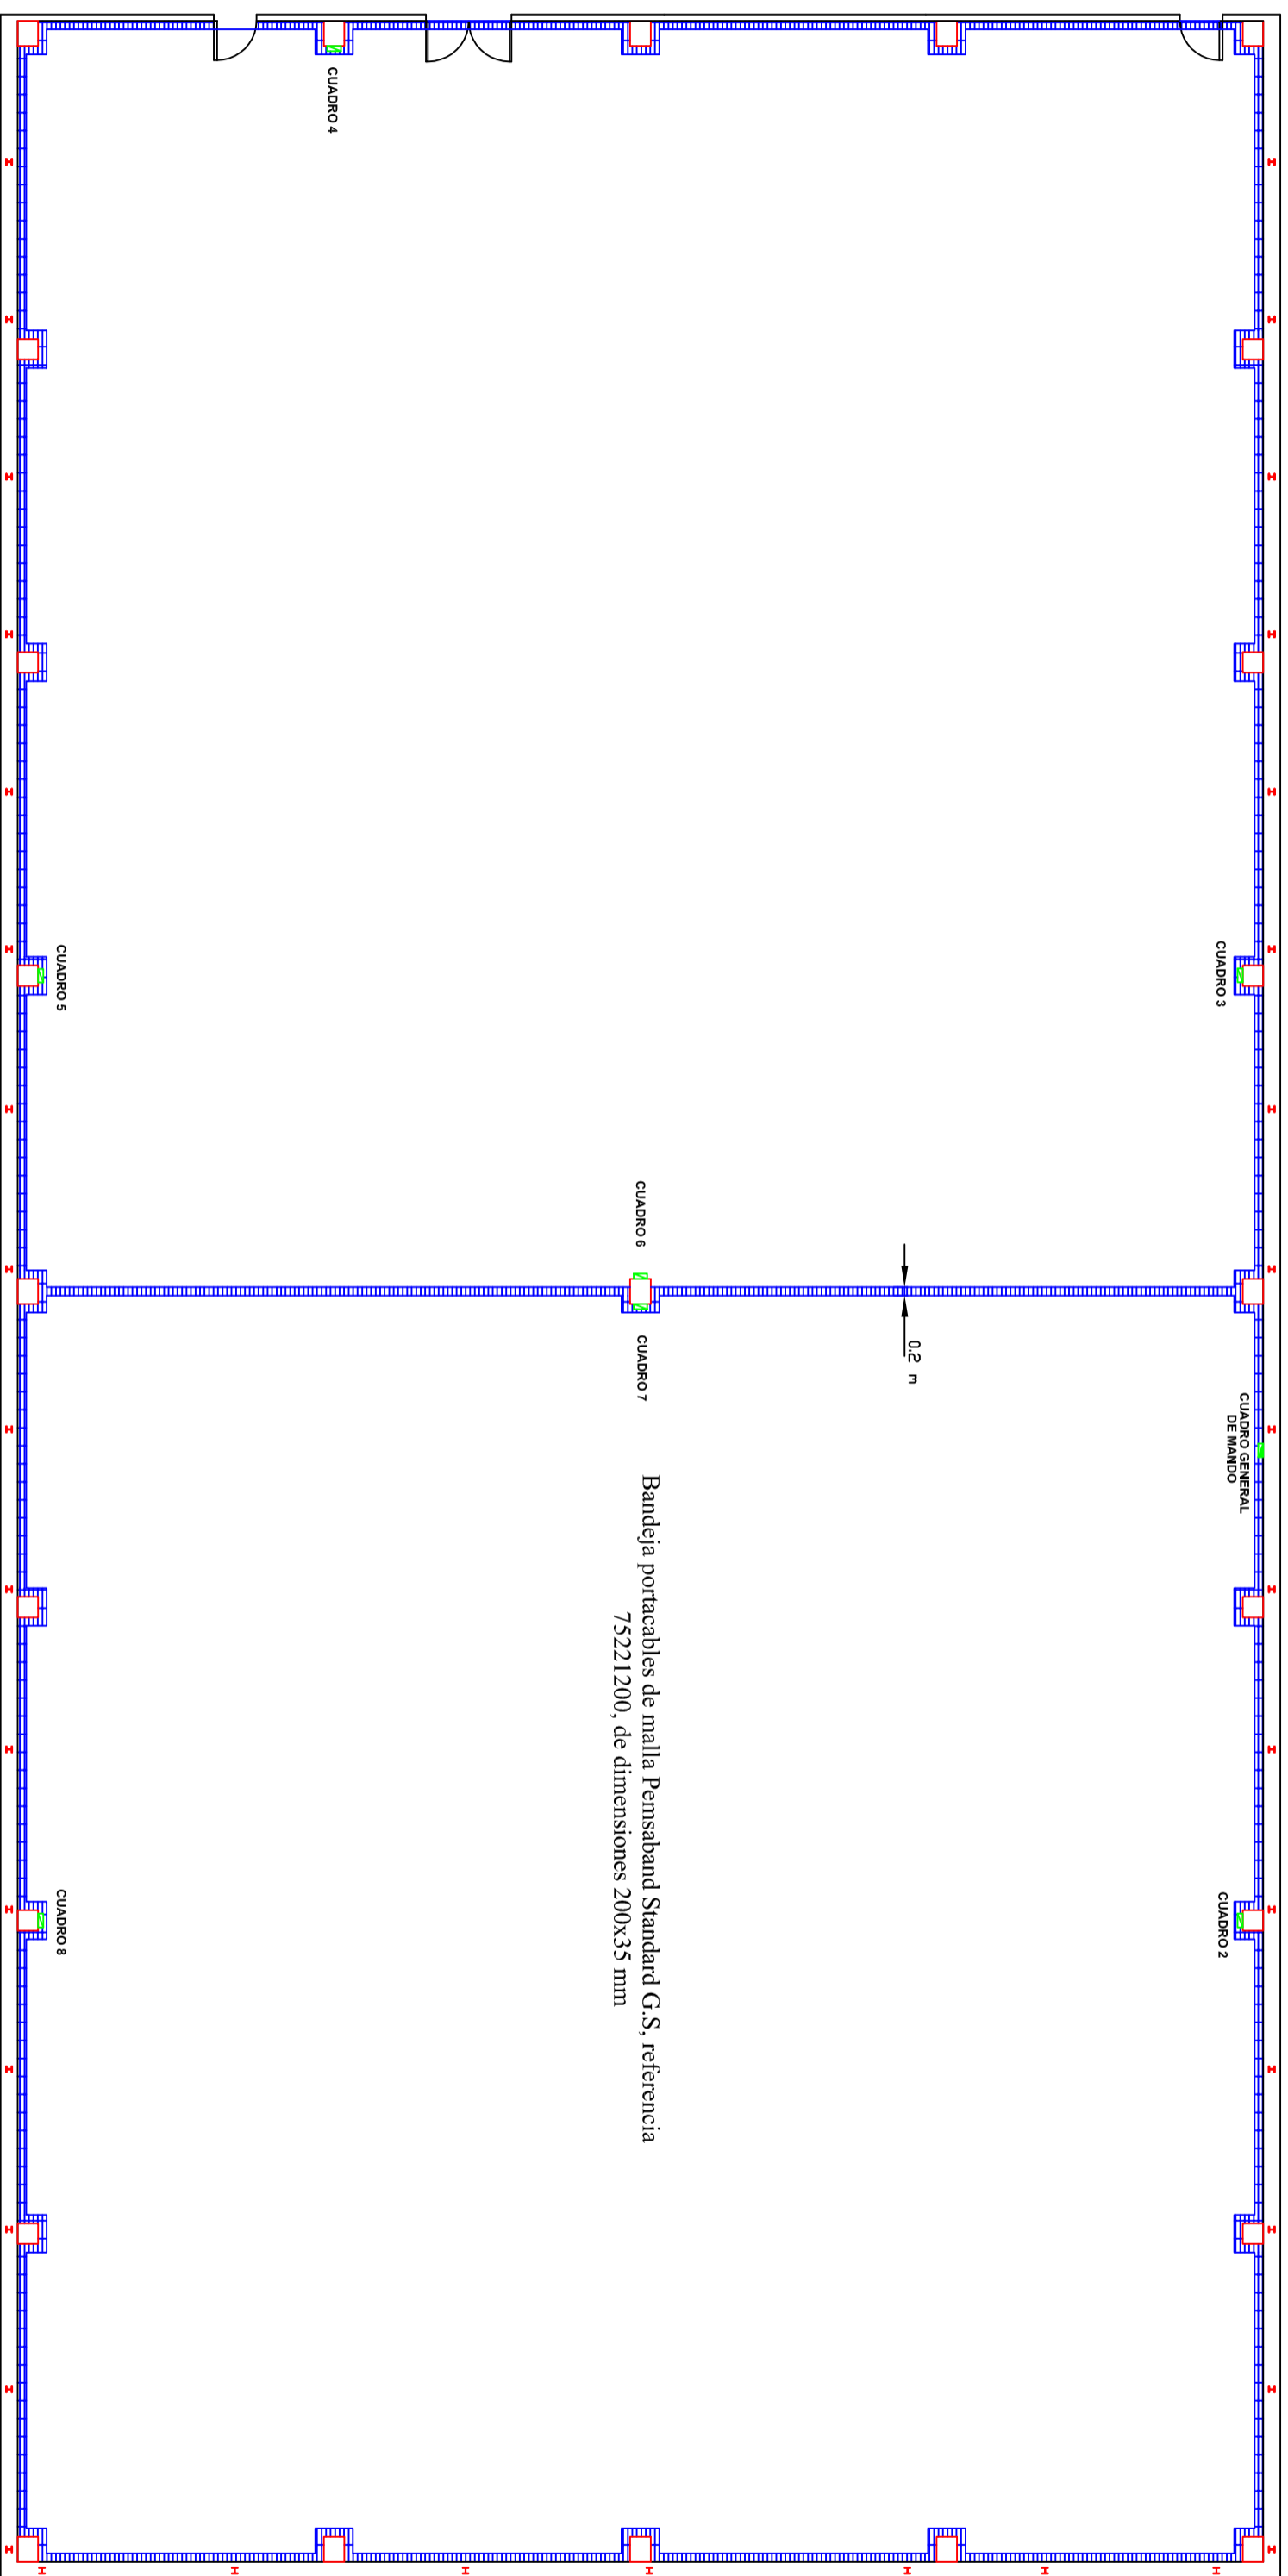 CUADRO GENERAL
DE MANDO
CUADRO 3
CUADRO 2
0.2 m
CUADRO 6
CUADRO 7
Bandeja portacables de malla Pemsaband Standard G.S, referencia
75221200, de dimensiones 200x35 mm
CUADRO 4
CUADRO 5
CUADRO 8